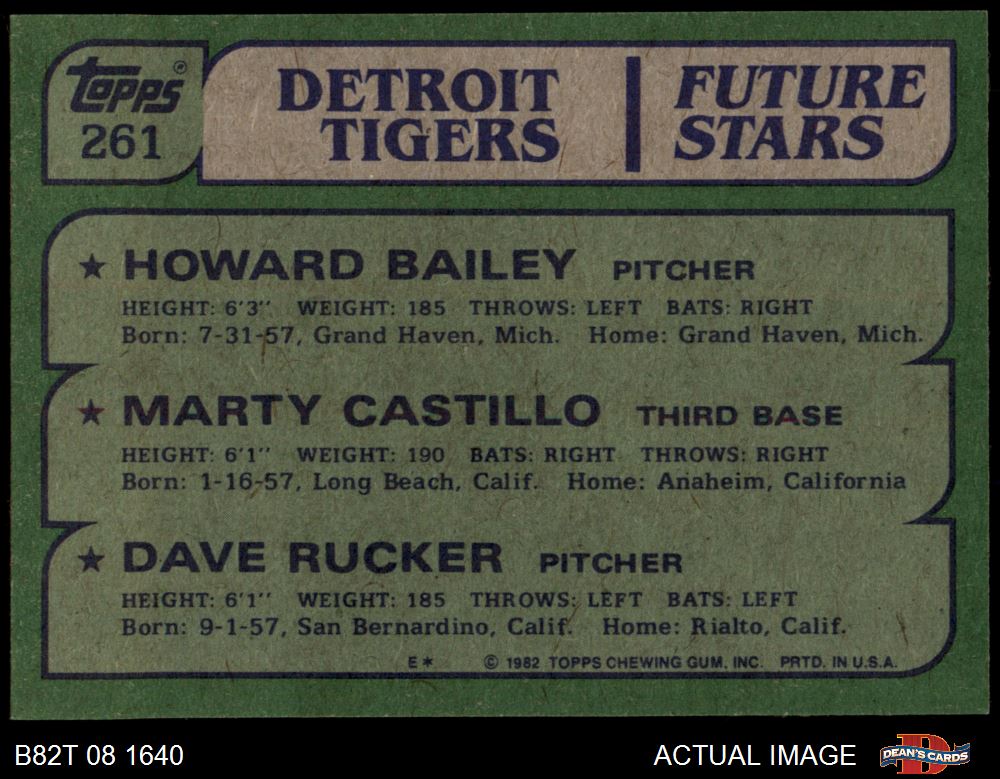 Topps®
261
DETROIT TIGERS
FUTURE STARS
★ HOWARD BAILEY PITCHER
HEIGHT: 6'3" WEIGHT: 185 THROWS: LEFT BATS: RIGHT
Born: 7-31-57, Grand Haven, Mich. Home: Grand Haven, Mich.
★ MARTY CASTILLO THIRD BASE
HEIGHT: 6'1" WEIGHT: 190 BATS: RIGHT THROWS: RIGHT
Born: 1-16-57, Long Beach, Calif. Home: Anaheim, California
★ DAVE RUCKER PITCHER
HEIGHT: 6'1" WEIGHT: 185 THROWS: LEFT BATS: LEFT
Born: 9-1-57, San Bernardino, Calif. Home: Rialto, Calif.
E* © 1982 TOPPS CHEWING GUM, INC. PRTD. IN U.S.A.
B82T 08 1640 ACTUAL IMAGE DEAN'S CARDS